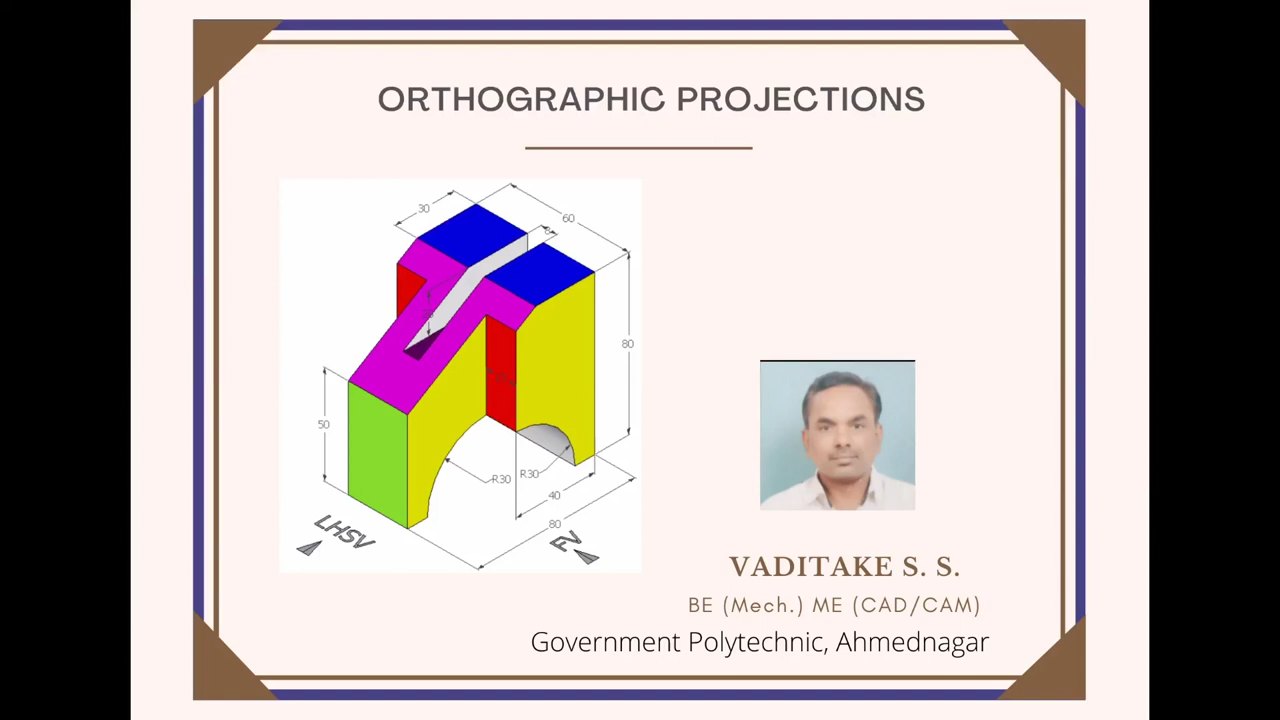 ORTHOGRAPHIC PROJECTIONS
30
60
80
50
R30
R30
40
80
LHSV
FV
VADITAKE S. S.
BE (Mech.) ME (CAD/CAM)
Government Polytechnic, Ahmednagar